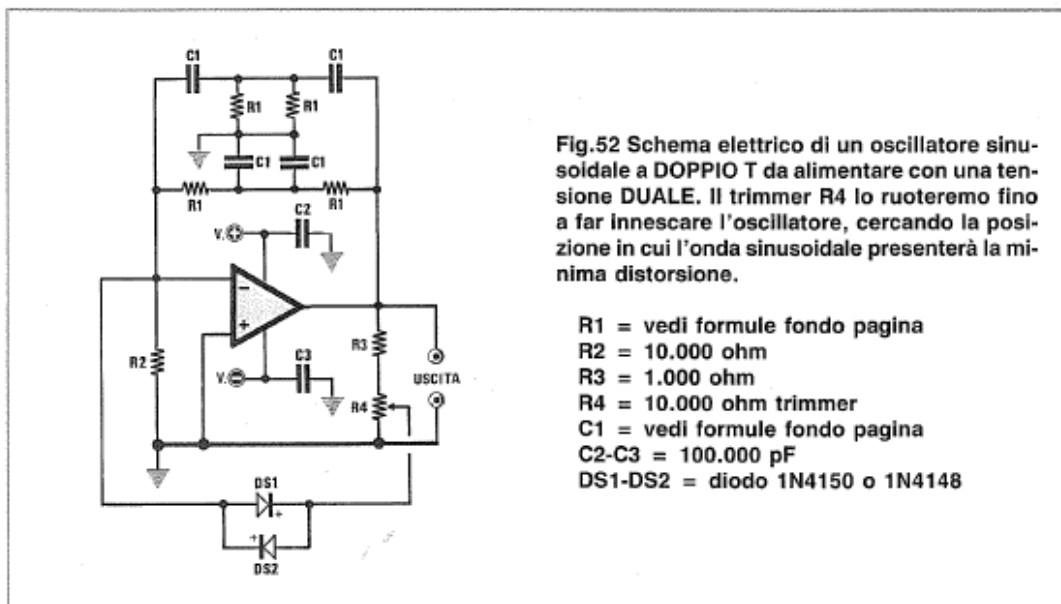 C1
C1
R1
R1
C1
C1
R1
R1
C2
V.
+
−
+
R2
R3
C3
V.
−
USCITA
R4
DS1
+
+
DS2
Fig.52 Schema elettrico di un oscillatore sinu-
soidale a DOPPIO T da alimentare con una ten-
sione DUALE. Il trimmer R4 lo ruoteremo fino
a far innescare l'oscillatore, cercando la posi-
zione in cui l'onda sinusoidale presenterà la mi-
nima distorsione.
R1 = vedi formule fondo pagina
R2 = 10.000 ohm
R3 = 1.000 ohm
R4 = 10.000 ohm trimmer
C1 = vedi formule fondo pagina
C2-C3 = 100.000 pF
DS1-DS2 = diodo 1N4150 o 1N4148